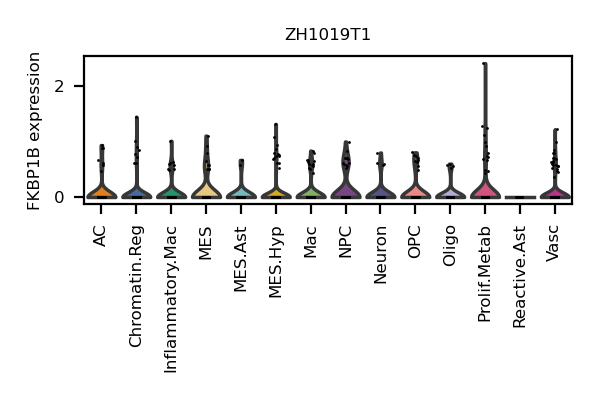 ZH1019T1
FKBP1B expression
2
0
AC
Chromatin.Reg
Inflammatory.Mac
MES
MES.Ast
MES.Hyp
Mac
NPC
Neuron
OPC
Oligo
Prolif.Metab
Reactive.Ast
Vasc